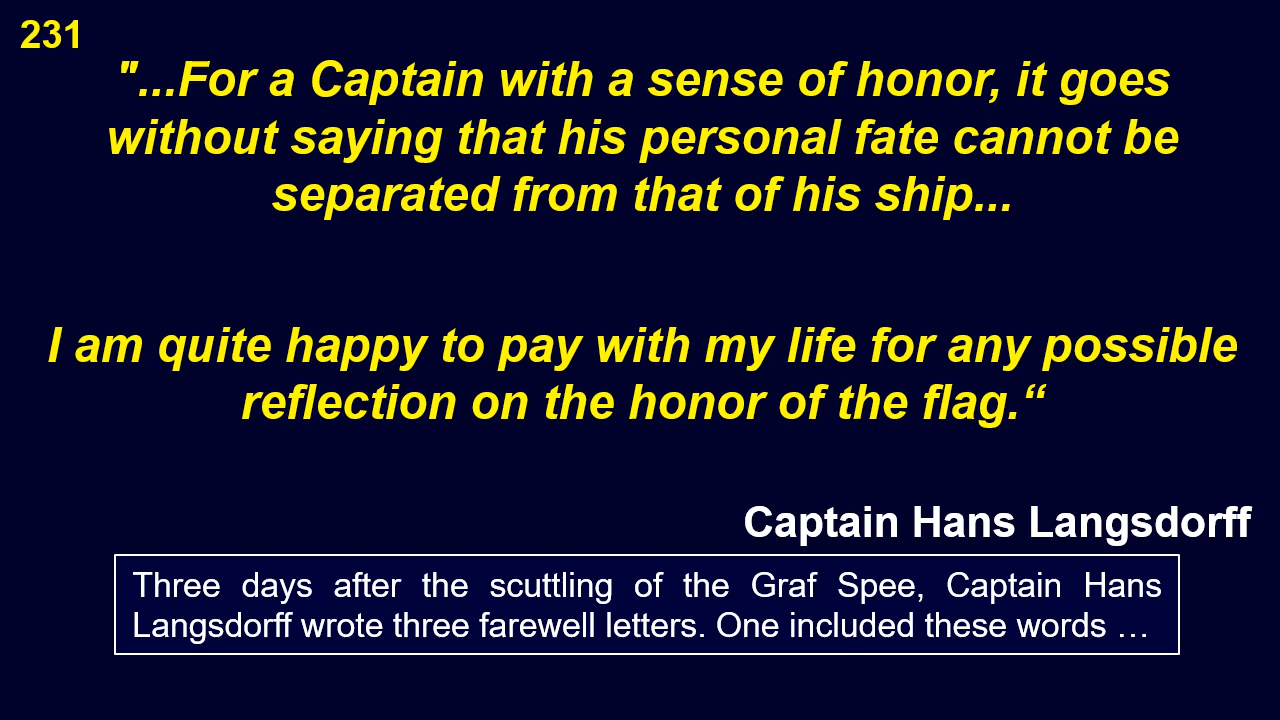 231
"...For a Captain with a sense of honor, it goes
without saying that his personal fate cannot be
separated from that of his ship...
I am quite happy to pay with my life for any possible
reflection on the honor of the flag.“
Captain Hans Langsdorff
Three days after the scuttling of the Graf Spee, Captain Hans
Langsdorff wrote three farewell letters. One included these words …